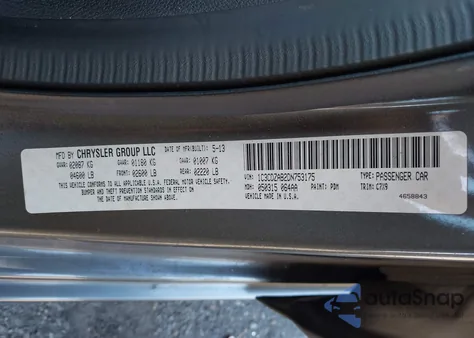 MFD BY CHRYSLER GROUP LLC DATE OF MFR(BUILT): 5-13
GVWR: 02087 KG GAWR: 01180 KG GAWR: 01007 KG
04600 LB FRONT: 02600 LB REAR: 02220 LB
THIS VEHICLE CONFORMS TO ALL APPLICABLE U.S.A. FEDERAL MOTOR VEHICLE SAFETY,
BUMPER AND THEFT PREVENTION STANDARDS IN EFFECT ON
THE DATE OF MANUFACTURE SHOWN ABOVE.
VIN: 1C3CDZAB2DN753175 TYPE: PASSENGER CAR
MDH: 050315 064AA PAINT: PDM TRIM: C7X9
VEHICLE MADE IN U.S.A. 4658843
autoSnap